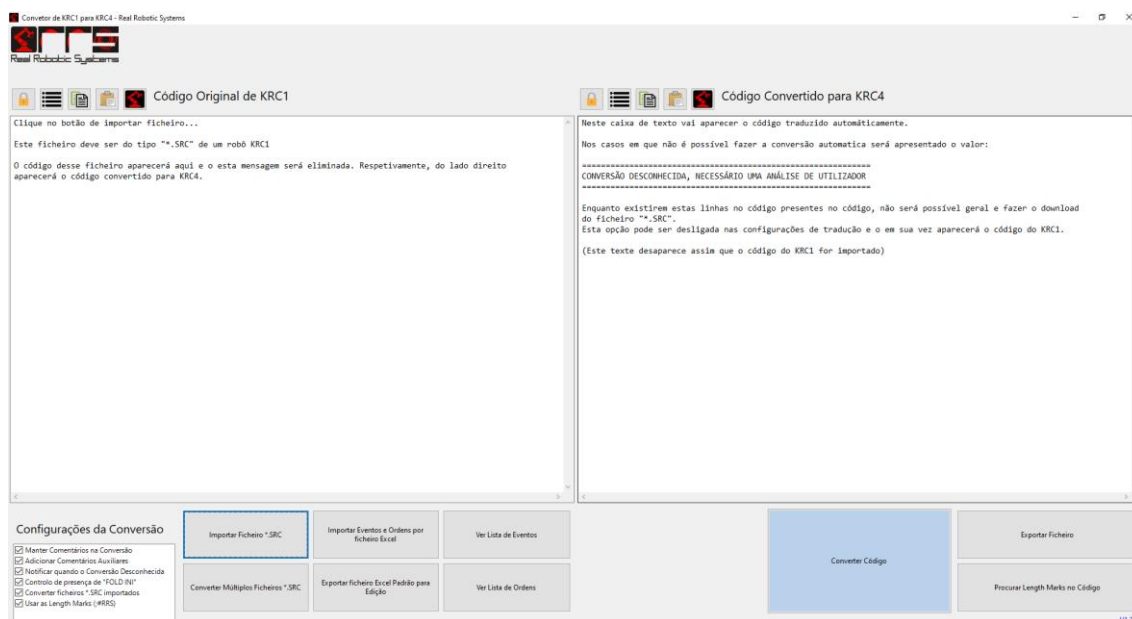 Convetor de KRC1 para KRC4 - Real Robotic Systems
rrs
Real Robotic Systems
Código Original de KRC1
Clique no botão de importar ficheiro...
Este ficheiro deve ser do tipo "*.SRC" de um robô KRC1
O código desse ficheiro aparecerá aqui e o esta mensagem será eliminada. Respetivamente, do lado direito
aparecerá o código convertido para KRC4.
Código Convertido para KRC4
Neste caixa de texto vai aparecer o código traduzido automáticamente.
Nos casos em que não é possível fazer a conversão automatica será apresentado o valor:
==============================================================
CONVERSÃO DESCONHECIDA, NECESSÁRIO UMA ANÁLISE DE UTILIZADOR
==============================================================
Enquanto existirem estas linhas no código presentes no código, não será possível geral e fazer o download
do ficheiro "*.SRC".
Esta opção pode ser desligada nas configurações de tradução e o em sua vez aparecerá o código do KRC1.
(Este texte desaparece assim que o código do KRC1 for importado)
Configurações da Conversão
Manter Comentários na Conversão
Adicionar Comentários Auxiliares
Notificar quando o Conversão Desconhecida
Controlo de presença de "FOLD INI"
Converter ficheiros *.SRC importados
Usar as Length Marks (;#RRS)
Importar Ficheiro *.SRC
Importar Eventos e Ordens por
ficheiro Excel
Ver Lista de Eventos
Converter Múltiplos Ficheiros *.SRC
Exportar ficheiro Excel Padrão para
Edição
Ver Lista de Ordens
Converter Código
Exportar Ficheiro
Procurar Length Marks no Código